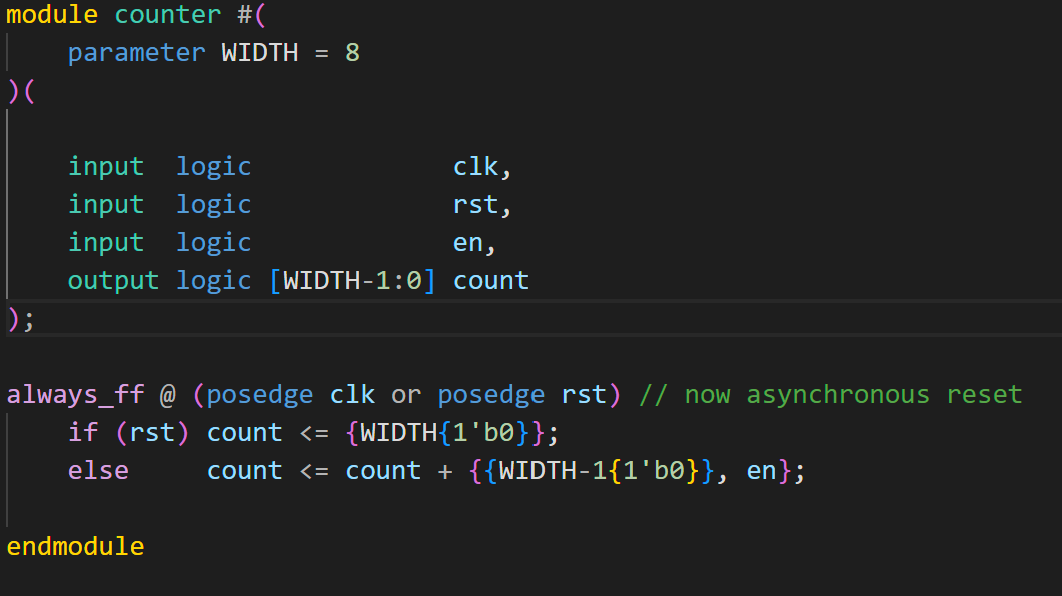 module counter #(
    parameter WIDTH = 8
)(
    input  logic             clk,
    input  logic             rst,
    input  logic             en,
    output logic [WIDTH-1:0] count
);
always_ff @ (posedge clk or posedge rst) // now asynchronous reset
    if (rst) count <= {WIDTH{1'b0}};
    else     count <= count + {{WIDTH-1{1'b0}}, en};
endmodule